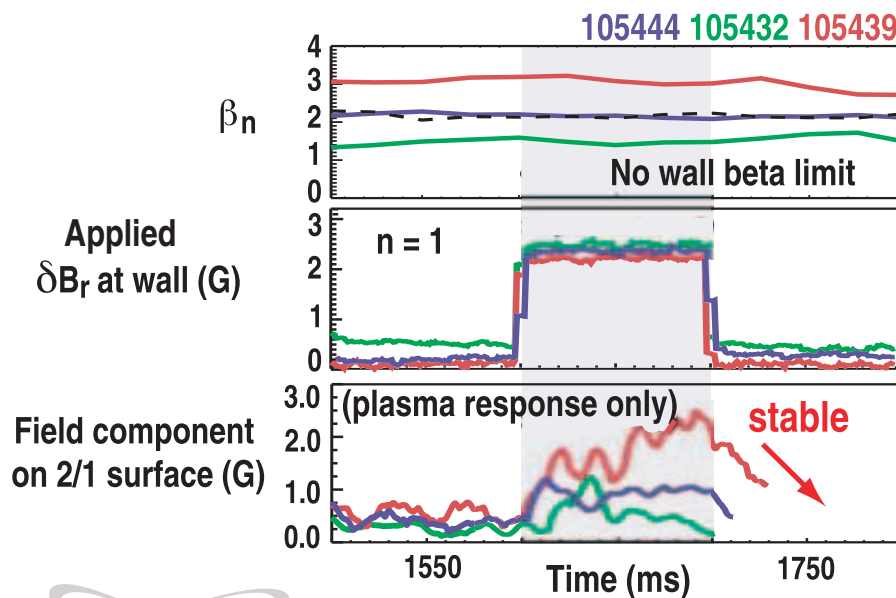 105444 105432 105439
4
3
2
1
0
βn
No wall beta limit
3
2
1
0
Applied
δBr at wall (G)
n = 1
3.0
2.0
1.0
0.0
(plasma response only)
stable
Field component
on 2/1 surface (G)
1550
1750
Time (ms)